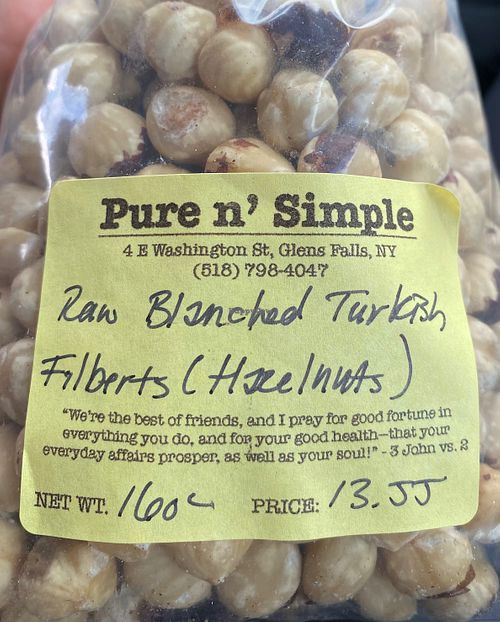 Pure n' Simple
4 E Washington St, Glens Falls, NY
(518) 798-4047
Raw Blanched Turkish
Filberts (Hazelnuts)
"We're the best of friends, and I pray for good fortune in
everything you do, and for your good health—that your
everyday affairs prosper, as well as your soul!" - 3 John vs. 2
NET WT. 16oz PRICE: 13.55